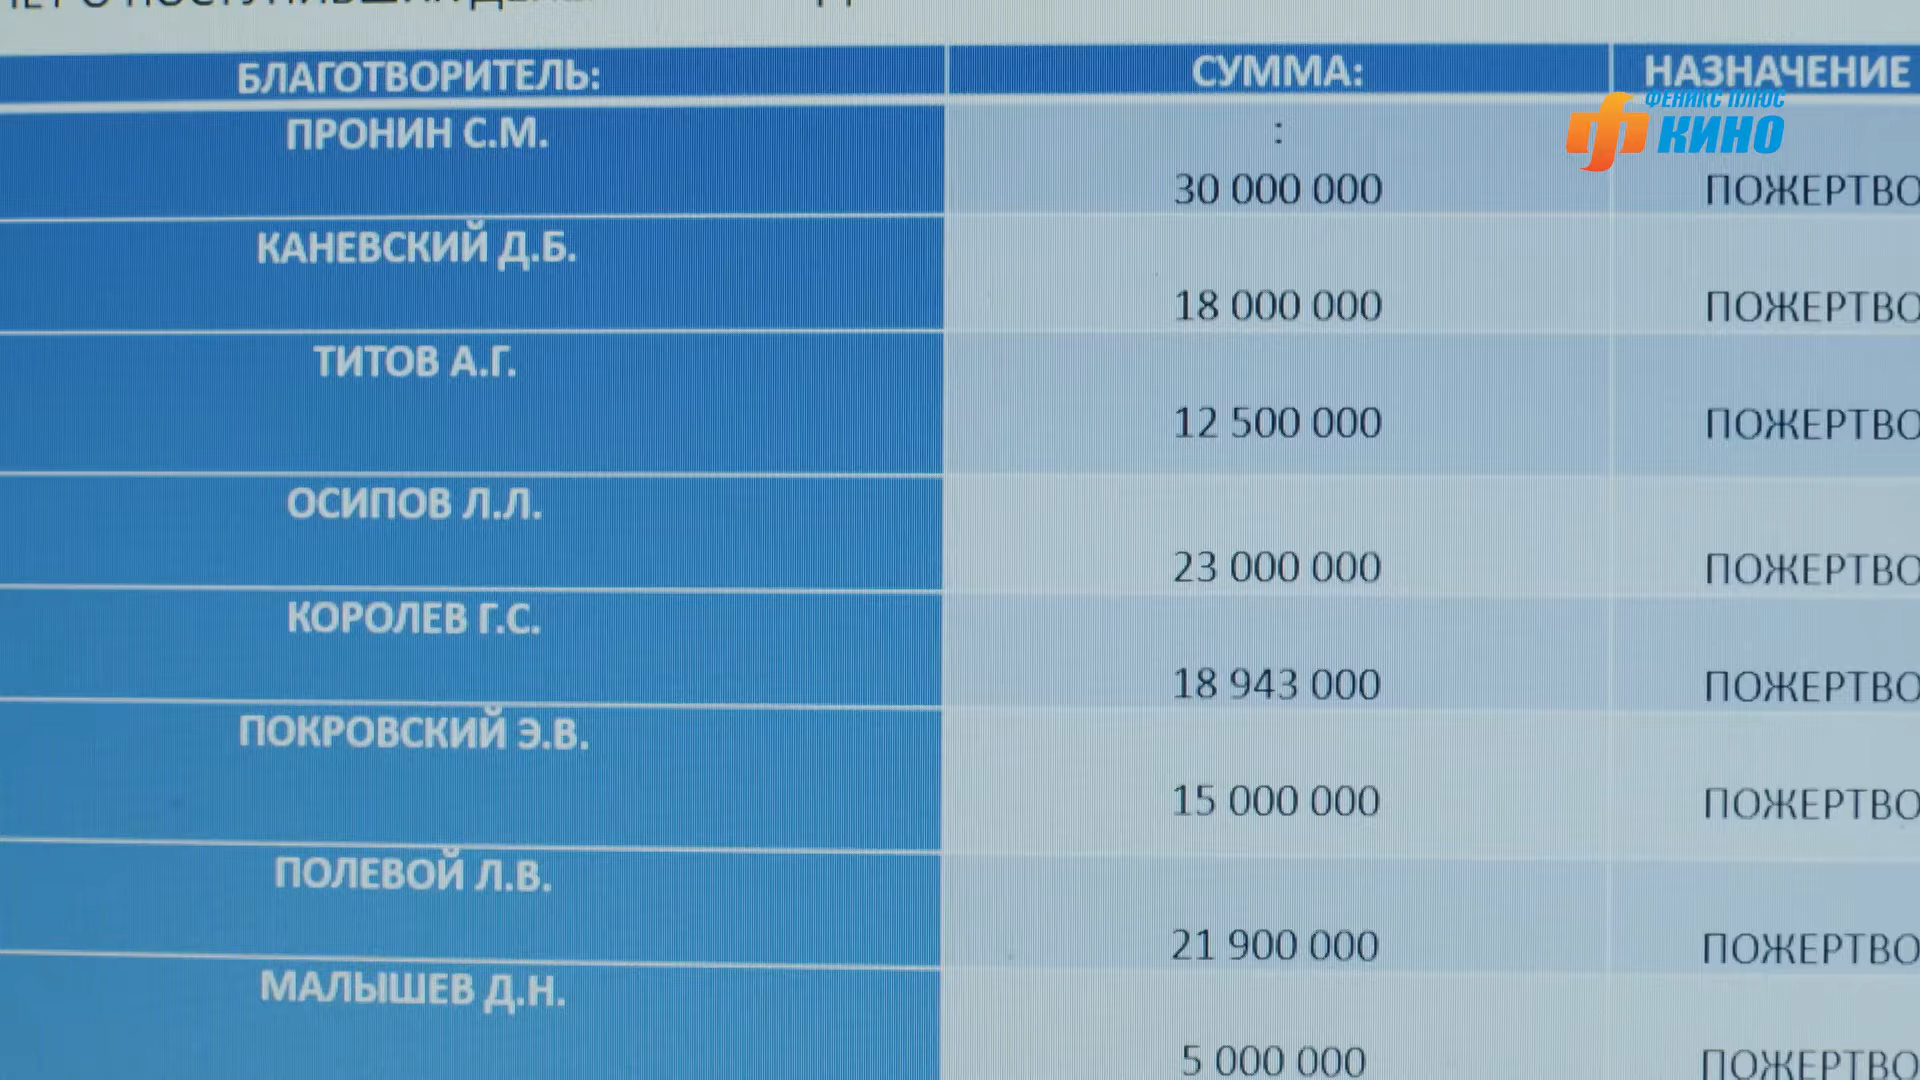 БЛАГОТВОРИТЕЛЬ: СУММА: НАЗНАЧЕНИЕ
ФЕНИКС ПЛЮС
КИНО
ПРОНИН С.М. :
30 000 000 ПОЖЕРТВО
КАНЕВСКИЙ Д.Б.
18 000 000 ПОЖЕРТВО
ТИТОВ А.Г.
12 500 000 ПОЖЕРТВО
ОСИПОВ Л.Л.
23 000 000 ПОЖЕРТВО
КОРОЛЕВ Г.С.
18 943 000 ПОЖЕРТВО
ПОКРОВСКИЙ Э.В.
15 000 000 ПОЖЕРТВО
ПОЛЕВОЙ Л.В.
21 900 000 ПОЖЕРТВО
МАЛЫШЕВ Д.Н.
5 000 000 ПОЖЕРТВО